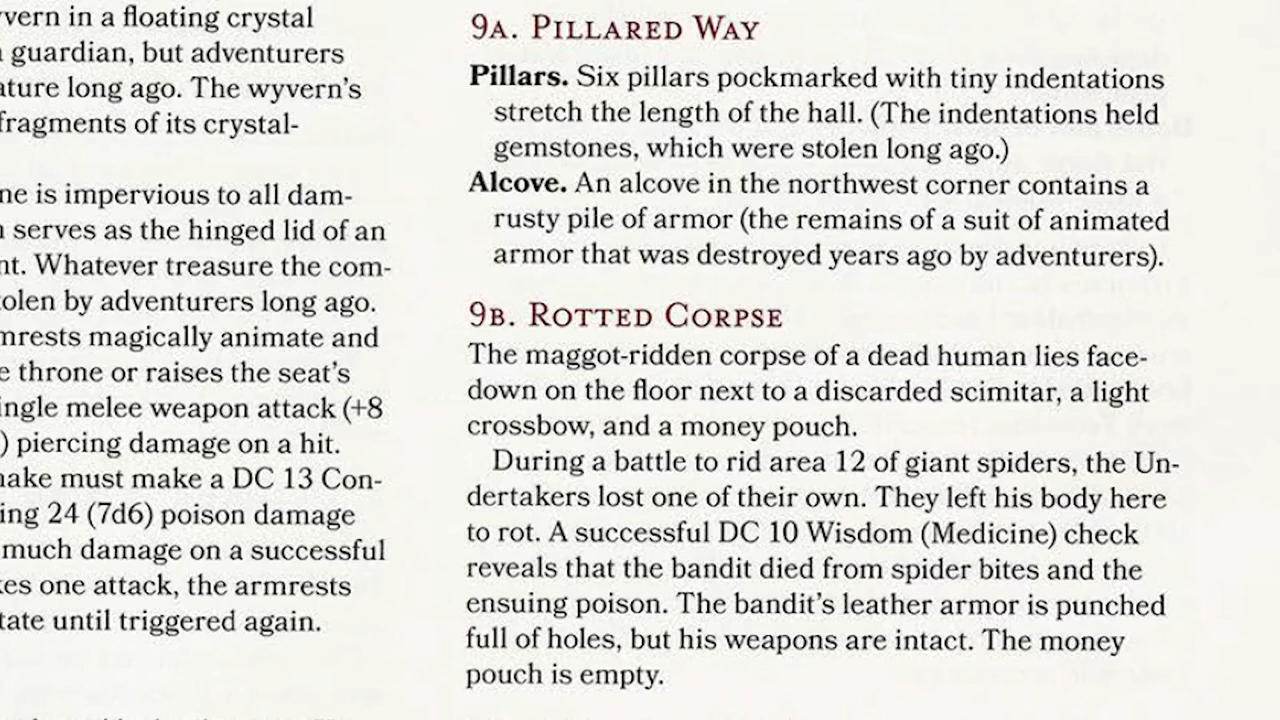 vern in a floating crystal
guardian, but adventurers
ature long ago. The wyvern's
fragments of its crystal-
ne is impervious to all dam-
serves as the hinged lid of an
nt. Whatever treasure the com-
tolen by adventurers long ago.
mrests magically animate and
e throne or raises the seat's
ingle melee weapon attack (+8
) piercing damage on a hit.
nake must make a DC 13 Con-
ing 24 (7d6) poison damage
much damage on a successful
kes one attack, the armrests
tate until triggered again.
9A. Pillared Way
Pillars. Six pillars pockmarked with tiny indentations
stretch the length of the hall. (The indentations held
gemstones, which were stolen long ago.)
Alcove. An alcove in the northwest corner contains a
rusty pile of armor (the remains of a suit of animated
armor that was destroyed years ago by adventurers).
9B. Rotted Corpse
The maggot-ridden corpse of a dead human lies face-
down on the floor next to a discarded scimitar, a light
crossbow, and a money pouch.
During a battle to rid area 12 of giant spiders, the Un-
dertakers lost one of their own. They left his body here
to rot. A successful DC 10 Wisdom (Medicine) check
reveals that the bandit died from spider bites and the
ensuing poison. The bandit's leather armor is punched
full of holes, but his weapons are intact. The money
pouch is empty.